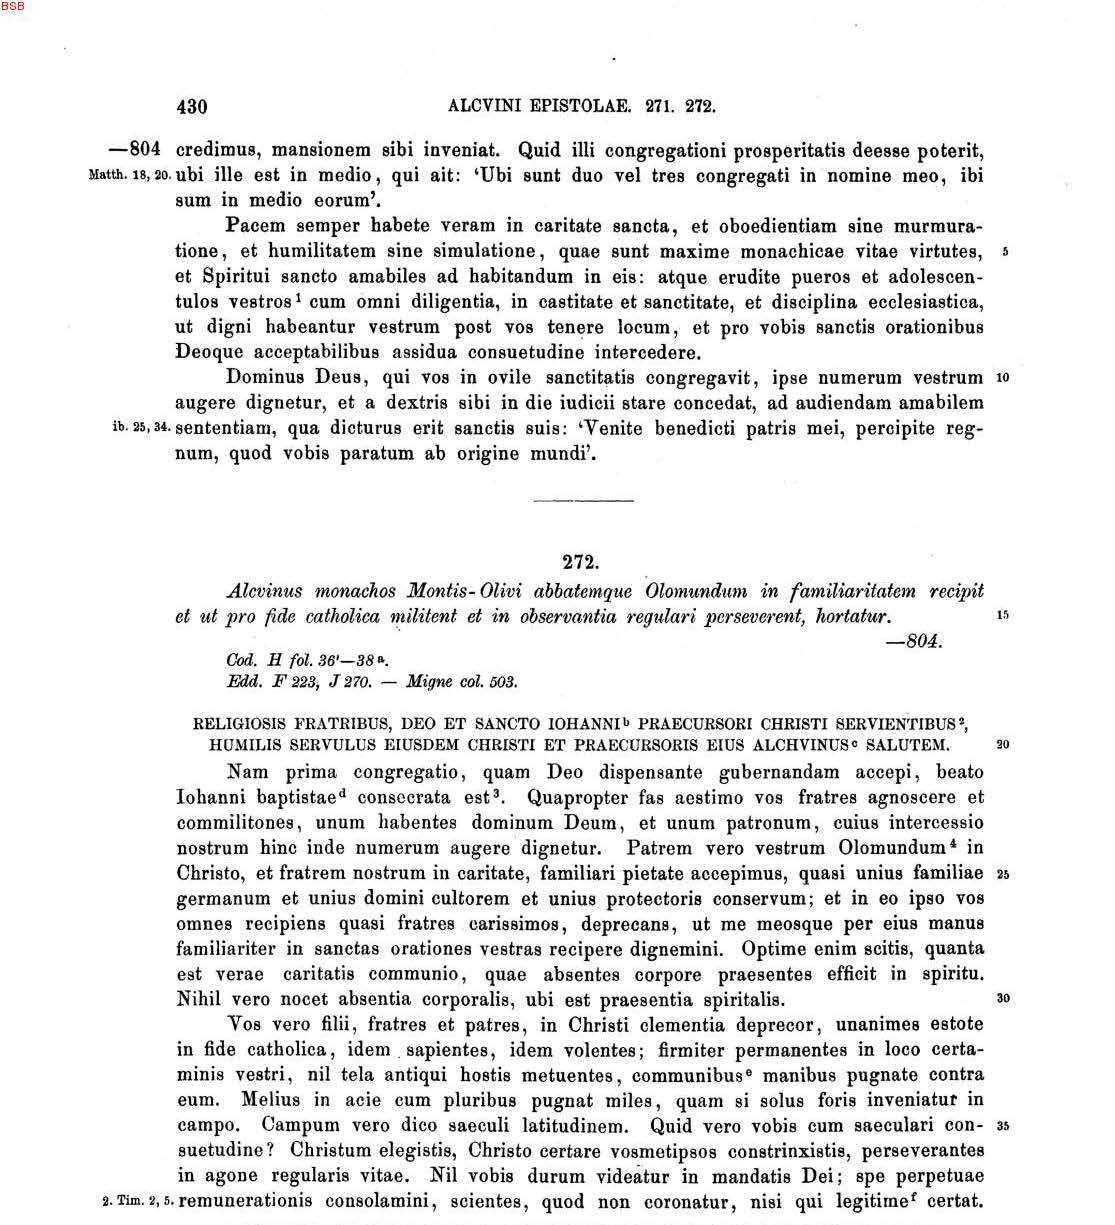 BSB
430 ALCVINI EPISTOLAE. 271. 272.
—804 credimus, mansionem sibi inveniat. Quid illi congregationi prosperitatis deesse poterit,
Matth. 18, 20. ubi ille est in medio, qui ait: ‘Ubi sunt duo vel tres congregati in nomine meo, ibi
sum in medio eorum’.
Pacem semper habete veram in caritate sancta, et oboedientiam sine murmura-
tione, et humilitatem sine simulatione, quae sunt maxime monachicae vitae virtutes, 5
et Spiritui sancto amabiles ad habitandum in eis: atque erudite pueros et adolescen-
tulos vestros¹ cum omni diligentia, in castitate et sanctitate, et disciplina ecclesiastica,
ut digni habeantur vestrum post vos tenere locum, et pro vobis sanctis orationibus
Deoque acceptabilibus assidua consuetudine intercedere.
Dominus Deus, qui vos in ovile sanctitatis congregavit, ipse numerum vestrum 10
augere dignetur, et a dextris sibi in die iudicii stare concedat, ad audiendam amabilem
ib. 25, 34. sententiam, qua dicturus erit sanctis suis: ‘Venite benedicti patris mei, percipite reg-
num, quod vobis paratum ab origine mundi’.
272.
Alcvinus monachos Montis-Olivi abbatemque Olomundum in familiaritatem recipit
et ut pro fide catholica militent et in observantia regulari perseverent, hortatur. 15
—804.
Cod. H fol. 36'—38ᵃ.
Edd. F 223, J 270. — Migne col. 503.
RELIGIOSIS FRATRIBUS, DEO ET SANCTO IOHANNIᵇ PRAECURSORI CHRISTI SERVIENTIBUS²,
HUMILIS SERVULUS EIUSDEM CHRISTI ET PRAECURSORIS EIUS ALCHVINUSᶜ SALUTEM. 20
Nam prima congregatio, quam Deo dispensante gubernandam accepi, beato
Iohanni baptistaeᵈ consecrata est³. Quapropter fas aestimo vos fratres agnoscere et
commilitones, unum habentes dominum Deum, et unum patronum, cuius intercessio
nostrum hinc inde numerum augere dignetur. Patrem vero vestrum Olomundum⁴ in
Christo, et fratrem nostrum in caritate, familiari pietate accepimus, quasi unius familiae 25
germanum et unius domini cultorem et unius protectoris conservum; et in eo ipso vos
omnes recipiens quasi fratres carissimos, deprecans, ut me meosque per eius manus
familiariter in sanctas orationes vestras recipere dignemini. Optime enim scitis, quanta
est verae caritatis communio, quae absentes corpore praesentes efficit in spiritu.
Nihil vero nocet absentia corporalis, ubi est praesentia spiritalis. 30
Vos vero filii, fratres et patres, in Christi clementia deprecor, unanimes estote
in fide catholica, idem sapientes, idem volentes; firmiter permanentes in loco certa-
minis vestri, nil tela antiqui hostis metuentes, communibusᵉ manibus pugnate contra
eum. Melius in acie cum pluribus pugnat miles, quam si solus foris inveniatur in
campo. Campum vero dico saeculi latitudinem. Quid vero vobis cum saeculari con- 35
suetudine? Christum elegistis, Christo certare vosmetipsos constrinxistis, perseverantes
in agone regularis vitae. Nil vobis durum videatur in mandatis Dei; spe perpetuae
2. Tim. 2, 5. remunerationis consolamini, scientes, quod non coronatur, nisi qui legitimeᶠ certat.